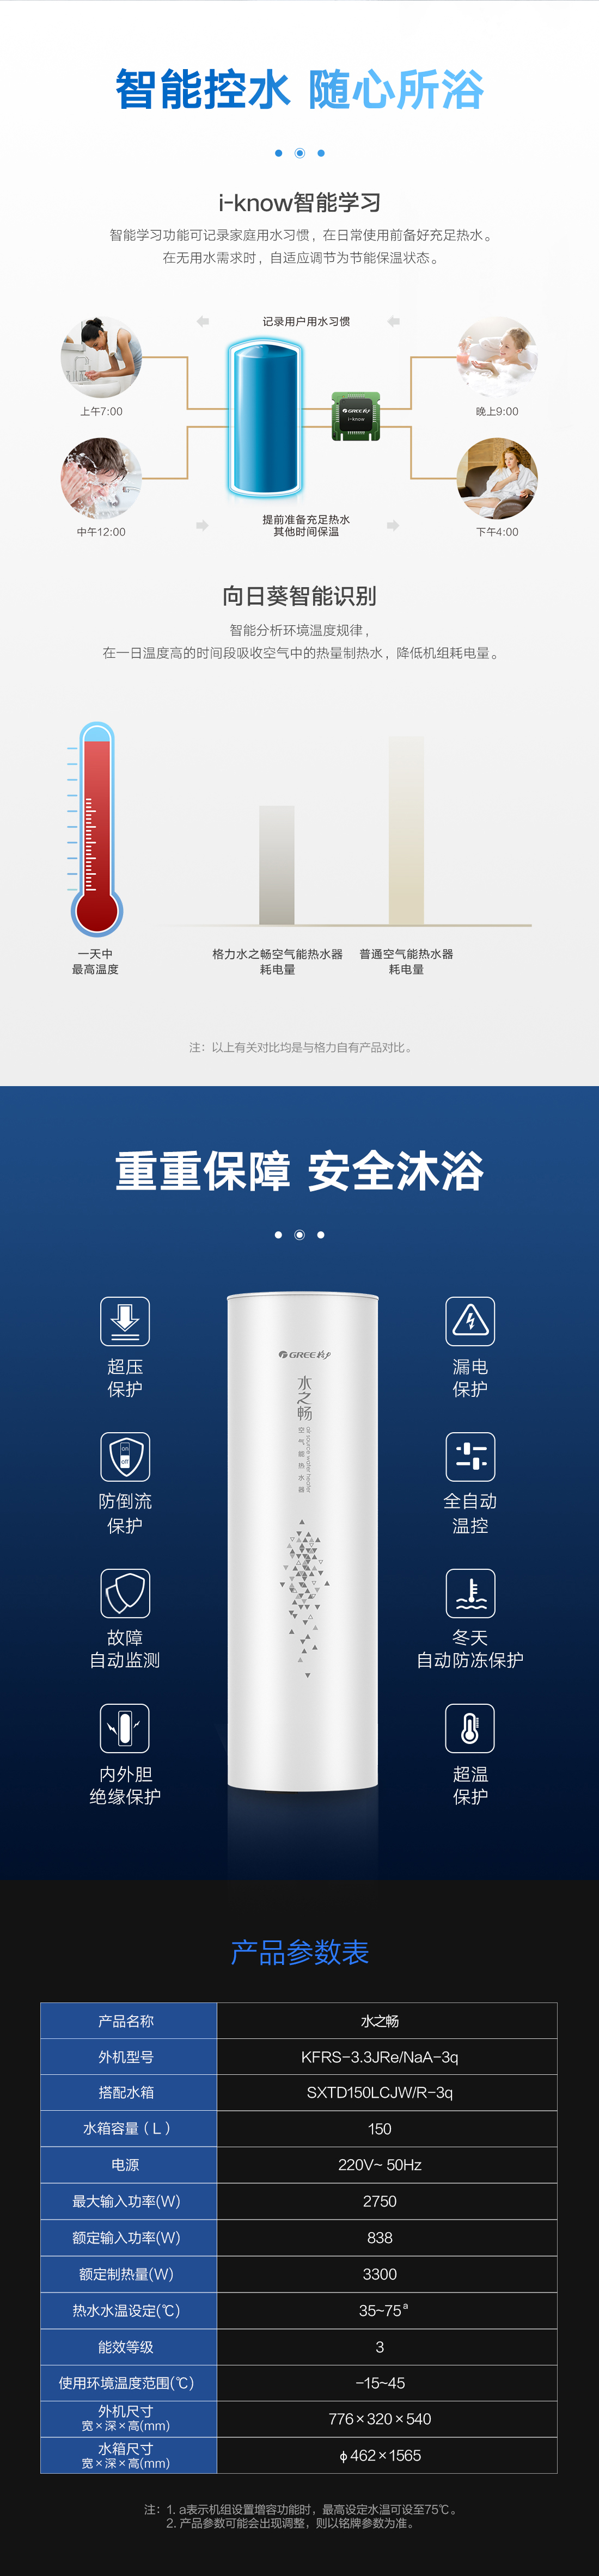 智能控水 随心所浴
i-know智能学习
智能学习功能可记录家庭用水习惯，在日常使用前备好充足热水。
在无用水需求时，自适应调节为节能保温状态。
记录用户用水习惯
上午7:00
晚上9:00
GREE格力
i-know
中午12:00
提前准备充足热水
其他时间保温
下午4:00
向日葵智能识别
智能分析环境温度规律，
在一日温度高的时间段吸收空气中的热量制热水，降低机组耗电量。
一天中
最高温度
格力水之畅空气能热水器
耗电量
普通空气能热水器
耗电量
注：以上有关对比均是与格力自有产品对比。
重重保障 安全沐浴
GREE格力
水之畅
空气能热水器
air source water heater
超压
保护
漏电
保护
on
off
防倒流
保护
全自动
温控
故障
自动监测
冬天
自动防冻保护
内外胆
绝缘保护
超温
保护
产品参数表
产品名称 水之畅
外机型号 KFRS-3.3JRe/NaA-3q
搭配水箱 SXTD150LCJW/R-3q
水箱容量（L） 150
电源 220V~ 50Hz
最大输入功率(W) 2750
额定输入功率(W) 838
额定制热量(W) 3300
热水水温设定(℃) 35~75ª
能效等级 3
使用环境温度范围(℃) -15~45
外机尺寸
宽×深×高(mm) 776×320×540
水箱尺寸
宽×深×高(mm) ϕ462×1565
注：1. a表示机组设置增容功能时，最高设定水温可设至75℃。
2. 产品参数可能会出现调整，则以铭牌参数为准。